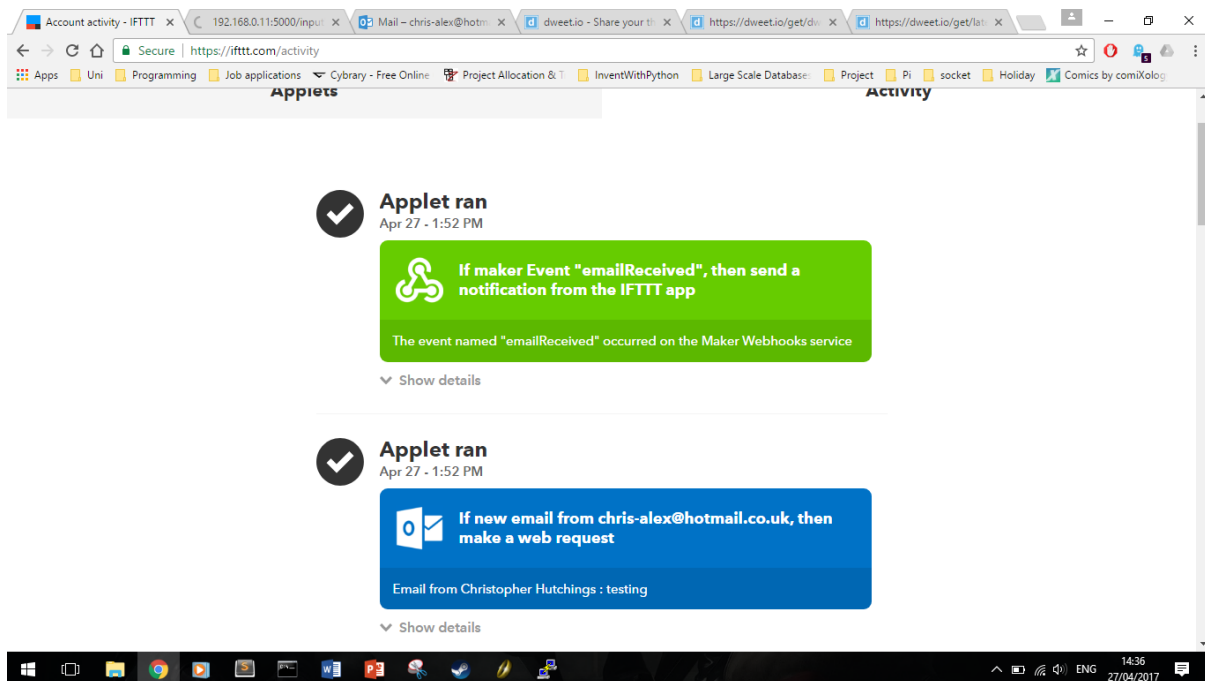 Account activity - IFTTT
192.168.0.11:5000/input
Mail – chris-alex@hotm
dweet.io - Share your th
https://dweet.io/get/dw
https://dweet.io/get/lat
Secure | https://ifttt.com/activity
Apps Uni Programming Job applications Cybrary - Free Online Project Allocation & T InventWithPython Large Scale Database Project Pi socket Holiday Comics by comiXolog
Applets Activity
Applet ran
Apr 27 - 1:52 PM
If maker Event "emailReceived", then send a
notification from the IFTTT app
The event named "emailReceived" occurred on the Maker Webhooks service
Show details
Applet ran
Apr 27 - 1:52 PM
If new email from chris-alex@hotmail.co.uk, then
make a web request
Email from Christopher Hutchings : testing
Show details
ENG
14:36
27/04/2017